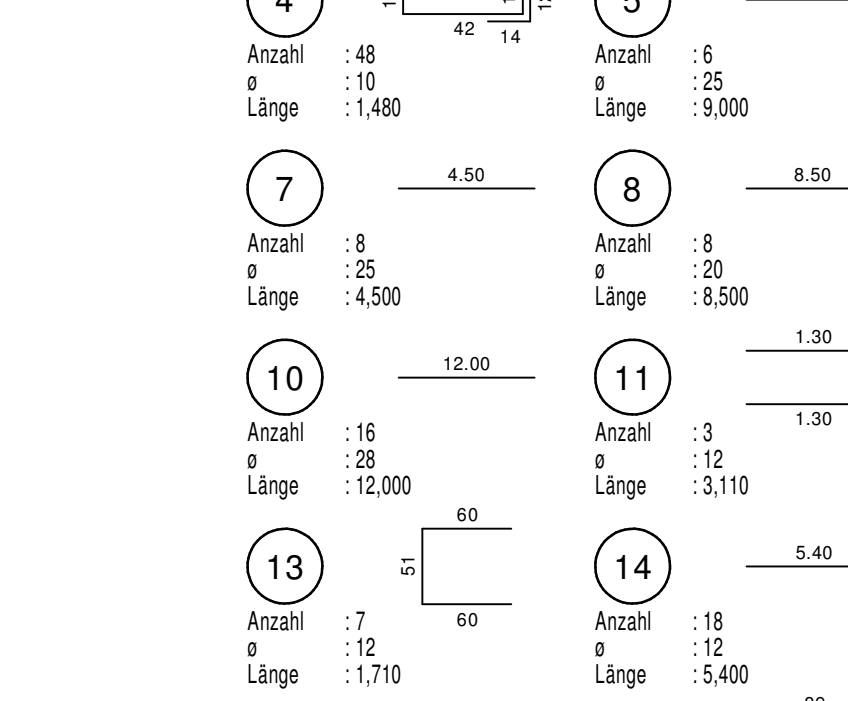 4
42
14
Anzahl : 48
ø : 10
Länge : 1,480
5
Anzahl : 6
ø : 25
Länge : 9,000
7
4.50
Anzahl : 8
ø : 25
Länge : 4,500
8
8.50
Anzahl : 8
ø : 20
Länge : 8,500
10
12.00
Anzahl : 16
ø : 28
Länge : 12,000
11
1.30
1.30
Anzahl : 3
ø : 12
Länge : 3,110
13
60
51
60
Anzahl : 7
ø : 12
Länge : 1,710
14
5.40
Anzahl : 18
ø : 12
Länge : 5,400